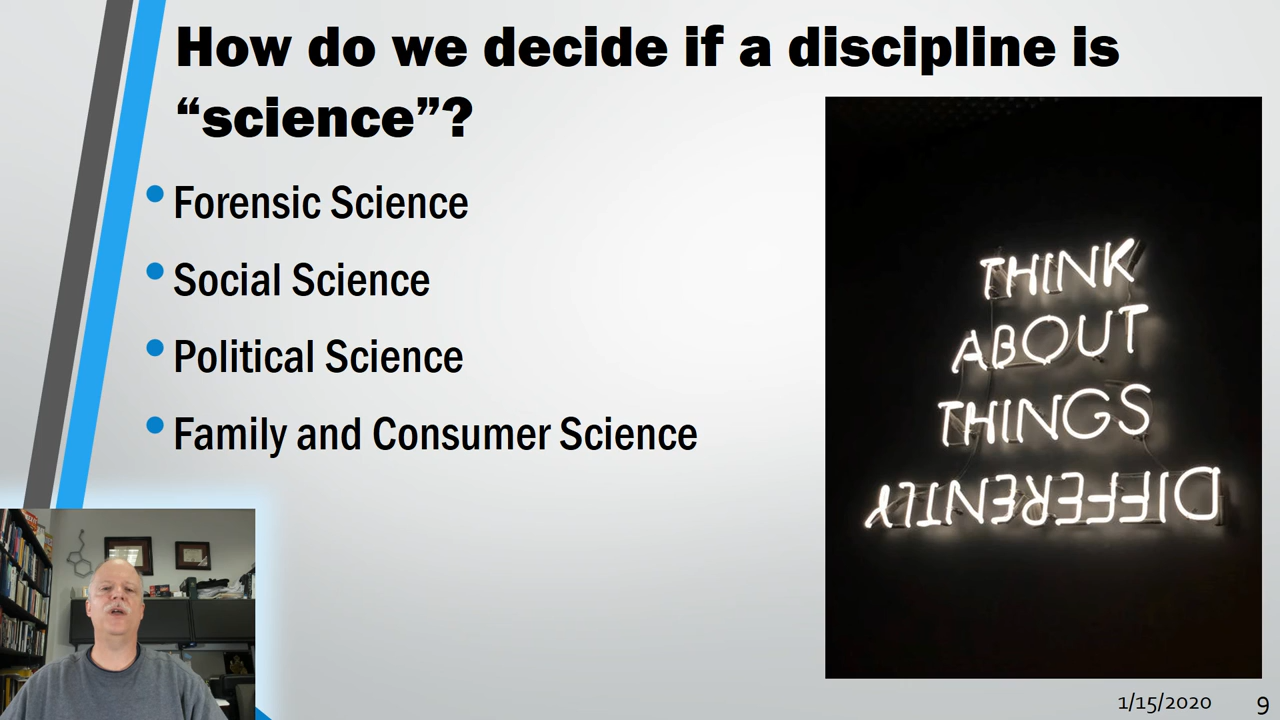 How do we decide if a discipline is
“science”?
• Forensic Science
• Social Science
• Political Science
• Family and Consumer Science
THINK
ABOUT
THINGS
DIFFERENTLY
1/15/2020
9